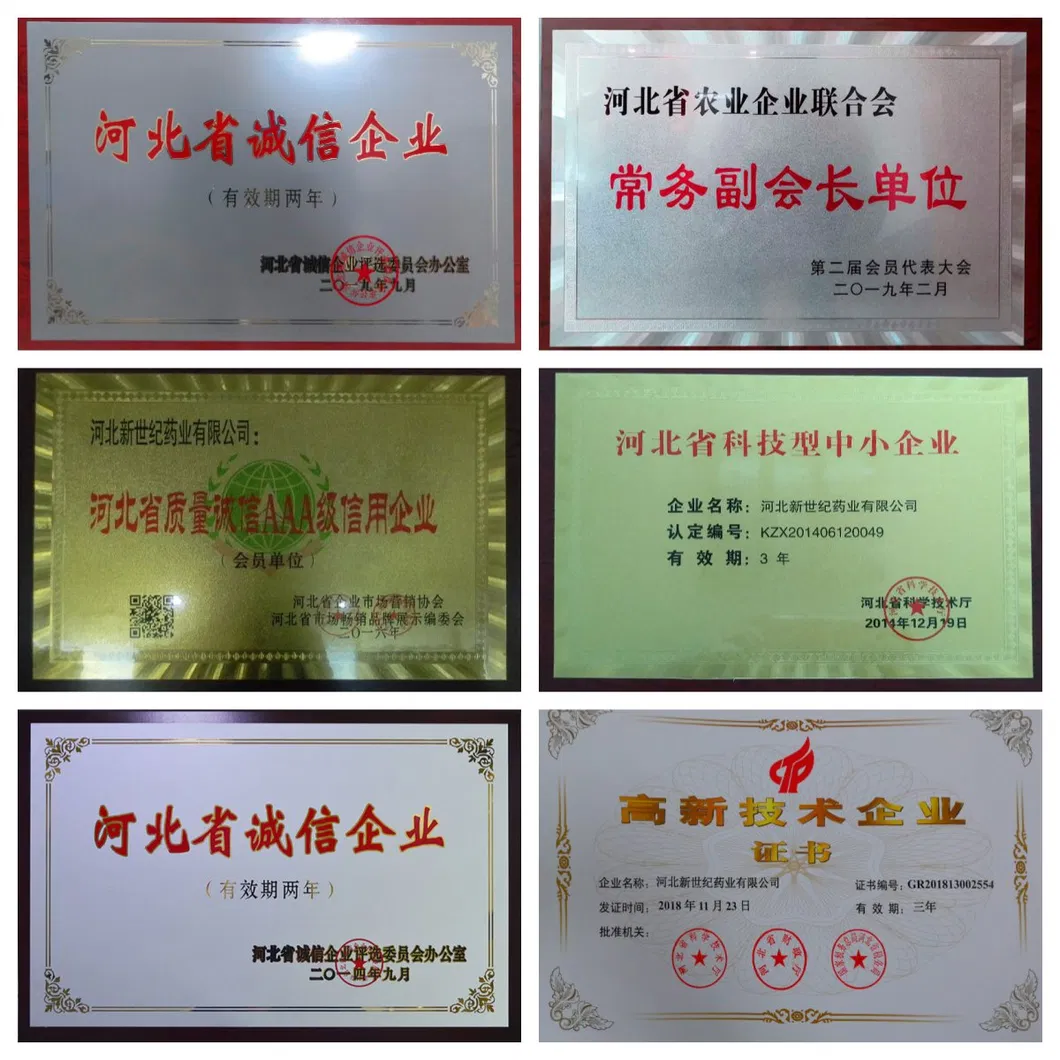 河北省诚信企业
（有效期两年）
河北省诚信企业评选委员会办公室
二〇一九年九月
河北省农业企业联合会
常务副会长单位
第二届会员代表大会
二〇一九年二月
河北新世纪药业有限公司：
河北省质量诚信AAA级信用企业
（会员单位）
河北省企业市场营销协会
河北省市场畅销品牌展示编委会
二〇一六年
河北省科技型中小企业
企业名称：河北新世纪药业有限公司
认定编号：KZX201406120049
有效期：3 年
河北省科学技术厅
2014年12月19日
河北省诚信企业
（有效期两年）
河北省诚信企业评选委员会办公室
二〇一四年九月
高新技术企业
证书
企业名称：河北新世纪药业有限公司
证书编号：GR201813002554
发证时间：2018年11月23日
有效期：三年
批准机关：
河北省科学技术厅
河北省财政厅